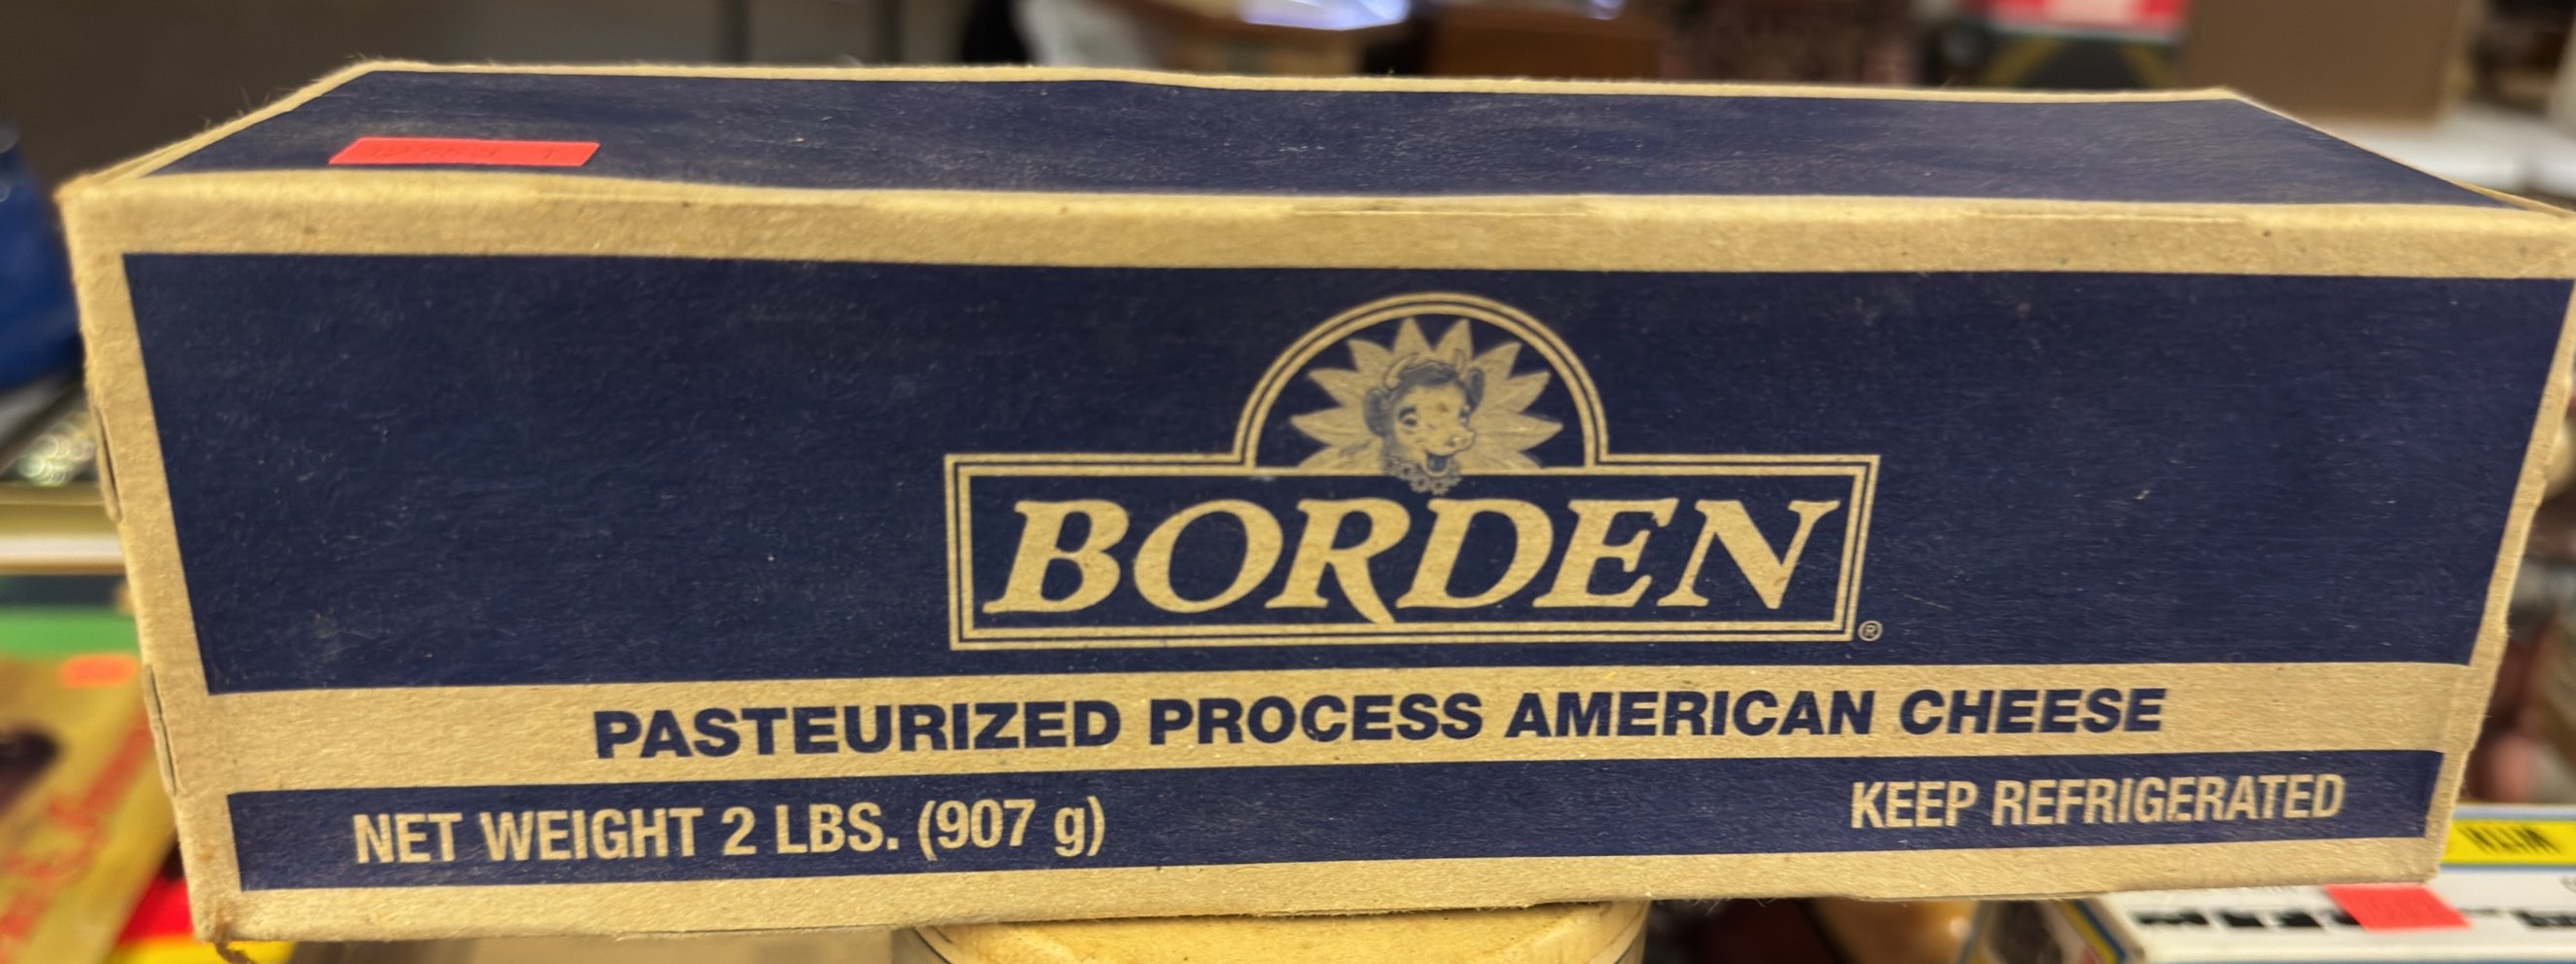 BORDEN
®
PASTEURIZED PROCESS AMERICAN CHEESE
NET WEIGHT 2 LBS. (907 g)
KEEP REFRIGERATED